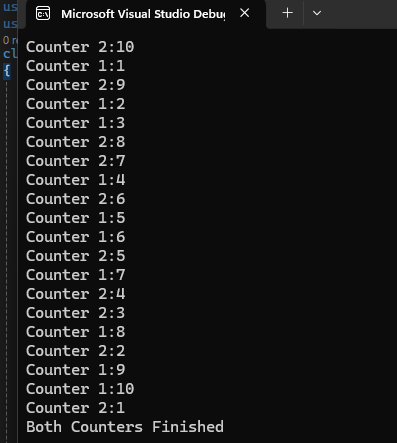 us
Microsoft Visual Studio Debug
us
0 re
cl
{
Counter 2:10
Counter 1:1
Counter 2:9
Counter 1:2
Counter 1:3
Counter 2:8
Counter 2:7
Counter 1:4
Counter 2:6
Counter 1:5
Counter 1:6
Counter 2:5
Counter 1:7
Counter 2:4
Counter 2:3
Counter 1:8
Counter 2:2
Counter 1:9
Counter 1:10
Counter 2:1
Both Counters Finished